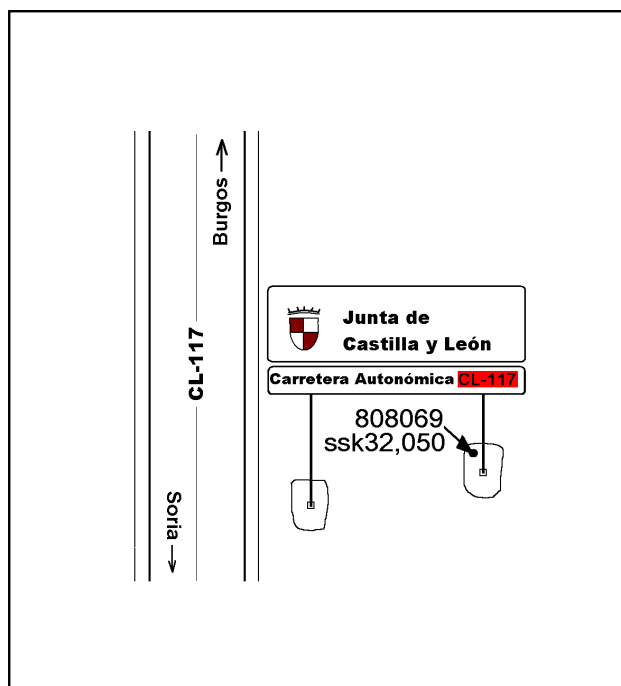 Burgos
CL-117
Soria
Junta de
Castilla y León
Carretera Autonómica CL-117
808069
ssk32,050